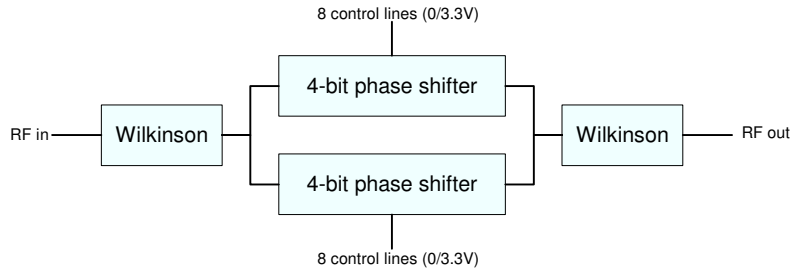 8 control lines (0/3.3V)
4-bit phase shifter
RF in
Wilkinson
Wilkinson
RF out
4-bit phase shifter
8 control lines (0/3.3V)